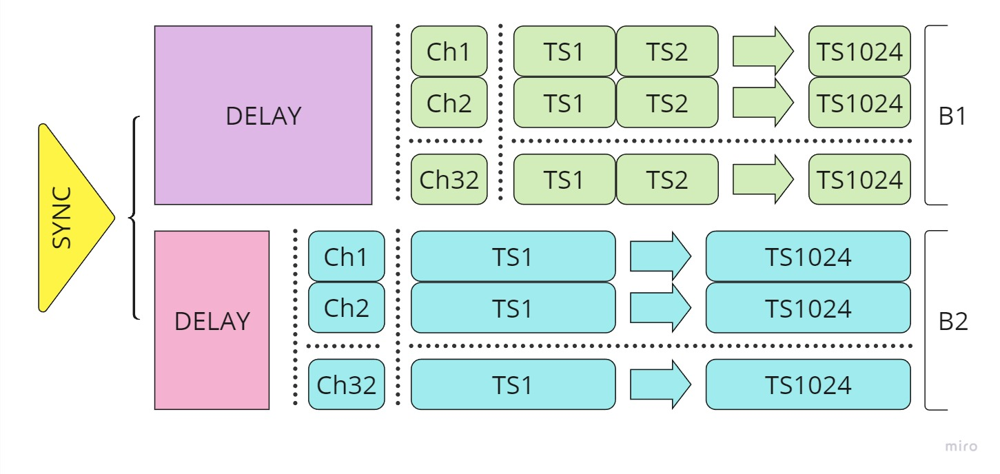 SYNC
DELAY
Ch1 TS1 TS2 TS1024
Ch2 TS1 TS2 TS1024
Ch32 TS1 TS2 TS1024
B1
DELAY
Ch1 TS1 TS1024
Ch2 TS1 TS1024
Ch32 TS1 TS1024
B2
miro